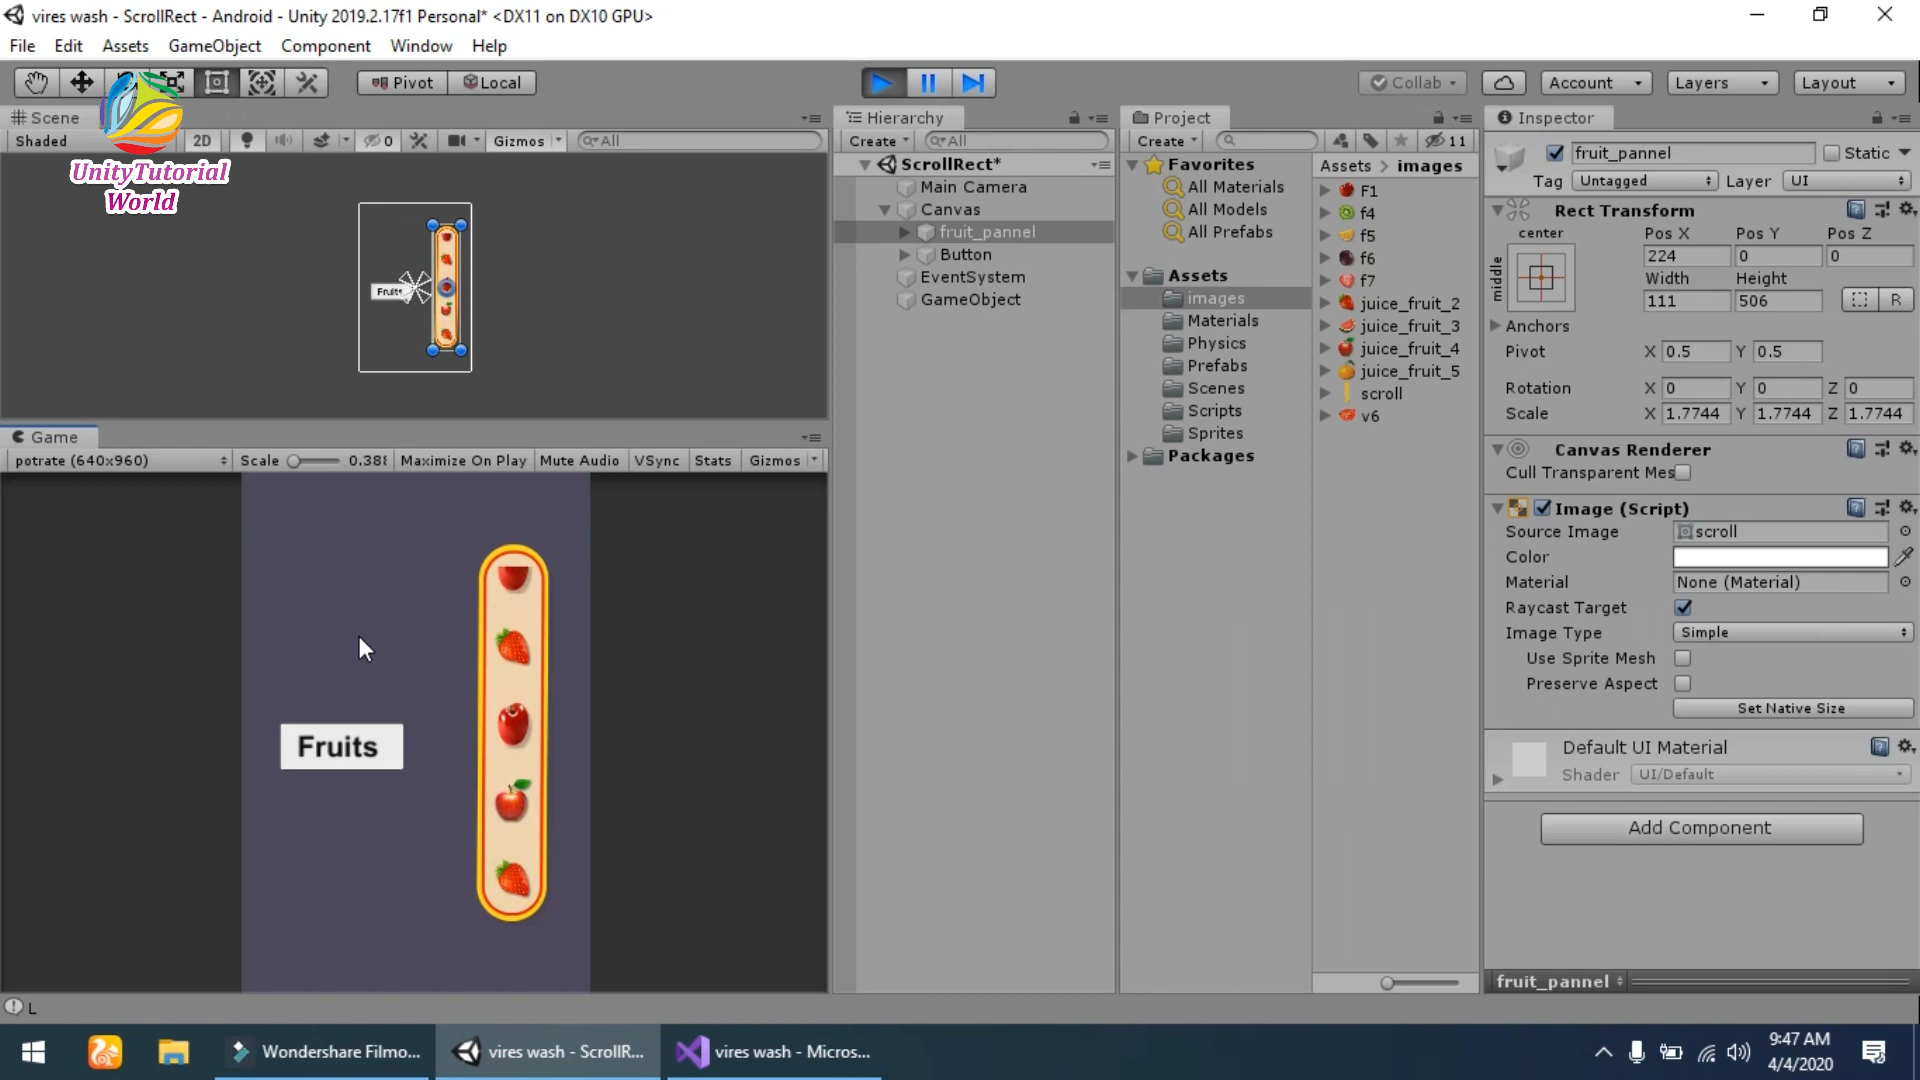 vires wash - ScrollRect - Android - Unity 2019.2.17f1 Personal* <DX11 on DX10 GPU>
File Edit Assets GameObject Component Window Help
Pivot Local Collab Account Layers Layout
Scene
Shaded 2D 0 Gizmos All
UnityTutorial
World
Fruits
Game
potrate (640x960) Scale 0.388 Maximize On Play Mute Audio VSync Stats Gizmos
Fruits
Hierarchy
Create All
ScrollRect*
Main Camera
Canvas
fruit_pannel
Button
EventSystem
GameObject
Project
Create 11
Favorites
All Materials
All Models
All Prefabs
Assets
images
Materials
Physics
Prefabs
Scenes
Scripts
Sprites
Packages
Assets > images
F1
f4
f5
f6
f7
juice_fruit_2
juice_fruit_3
juice_fruit_4
juice_fruit_5
scroll
v6
Inspector
fruit_pannel Static
Tag Untagged Layer UI
Rect Transform
center Pos X Pos Y Pos Z
middle 224 0 0
Width Height
111 506 R
Anchors
Pivot X 0.5 Y 0.5
Rotation X 0 Y 0 Z 0
Scale X 1.7744 Y 1.7744 Z 1.7744
Canvas Renderer
Cull Transparent Mes
Image (Script)
Source Image scroll
Color
Material None (Material)
Raycast Target
Image Type Simple
Use Sprite Mesh
Preserve Aspect
Set Native Size
Default UI Material
Shader UI/Default
Add Component
fruit_pannel
L
Wondershare Filmo... vires wash - ScrollR... vires wash - Micros...
9:47 AM
4/4/2020